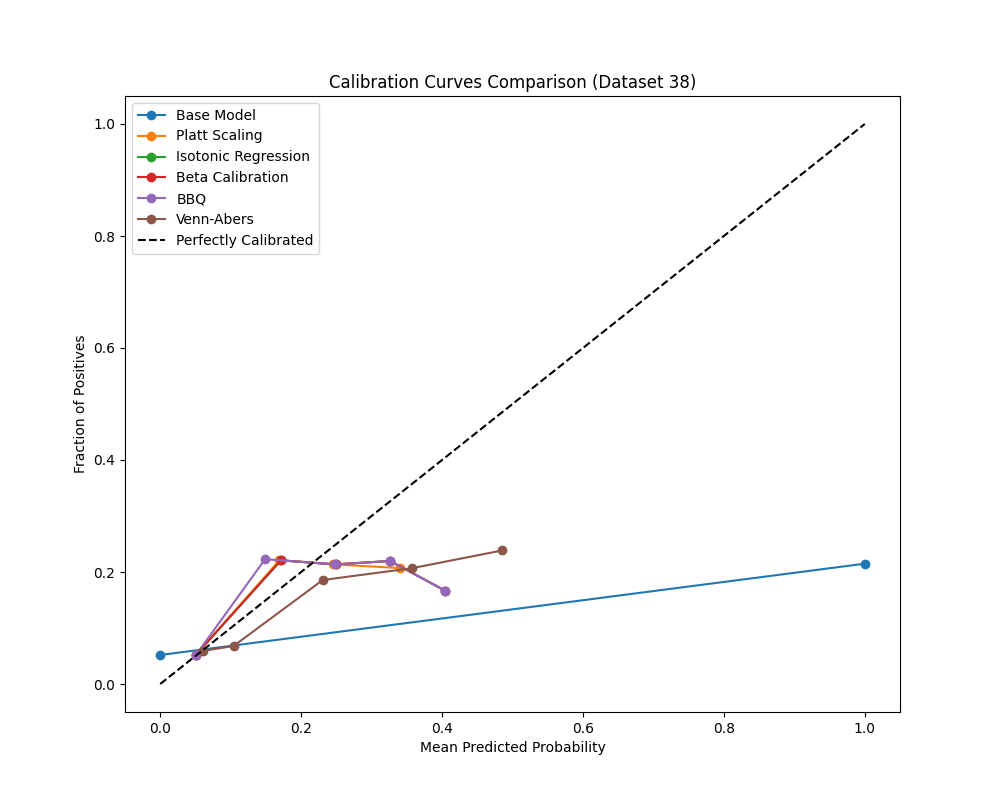 Calibration Curves Comparison (Dataset 38)
Base Model
Platt Scaling
Isotonic Regression
Beta Calibration
BBQ
Venn-Abers
Perfectly Calibrated
1.0
0.8
0.6
0.4
0.2
0.0
Fraction of Positives
0.0 0.2 0.4 0.6 0.8 1.0
Mean Predicted Probability